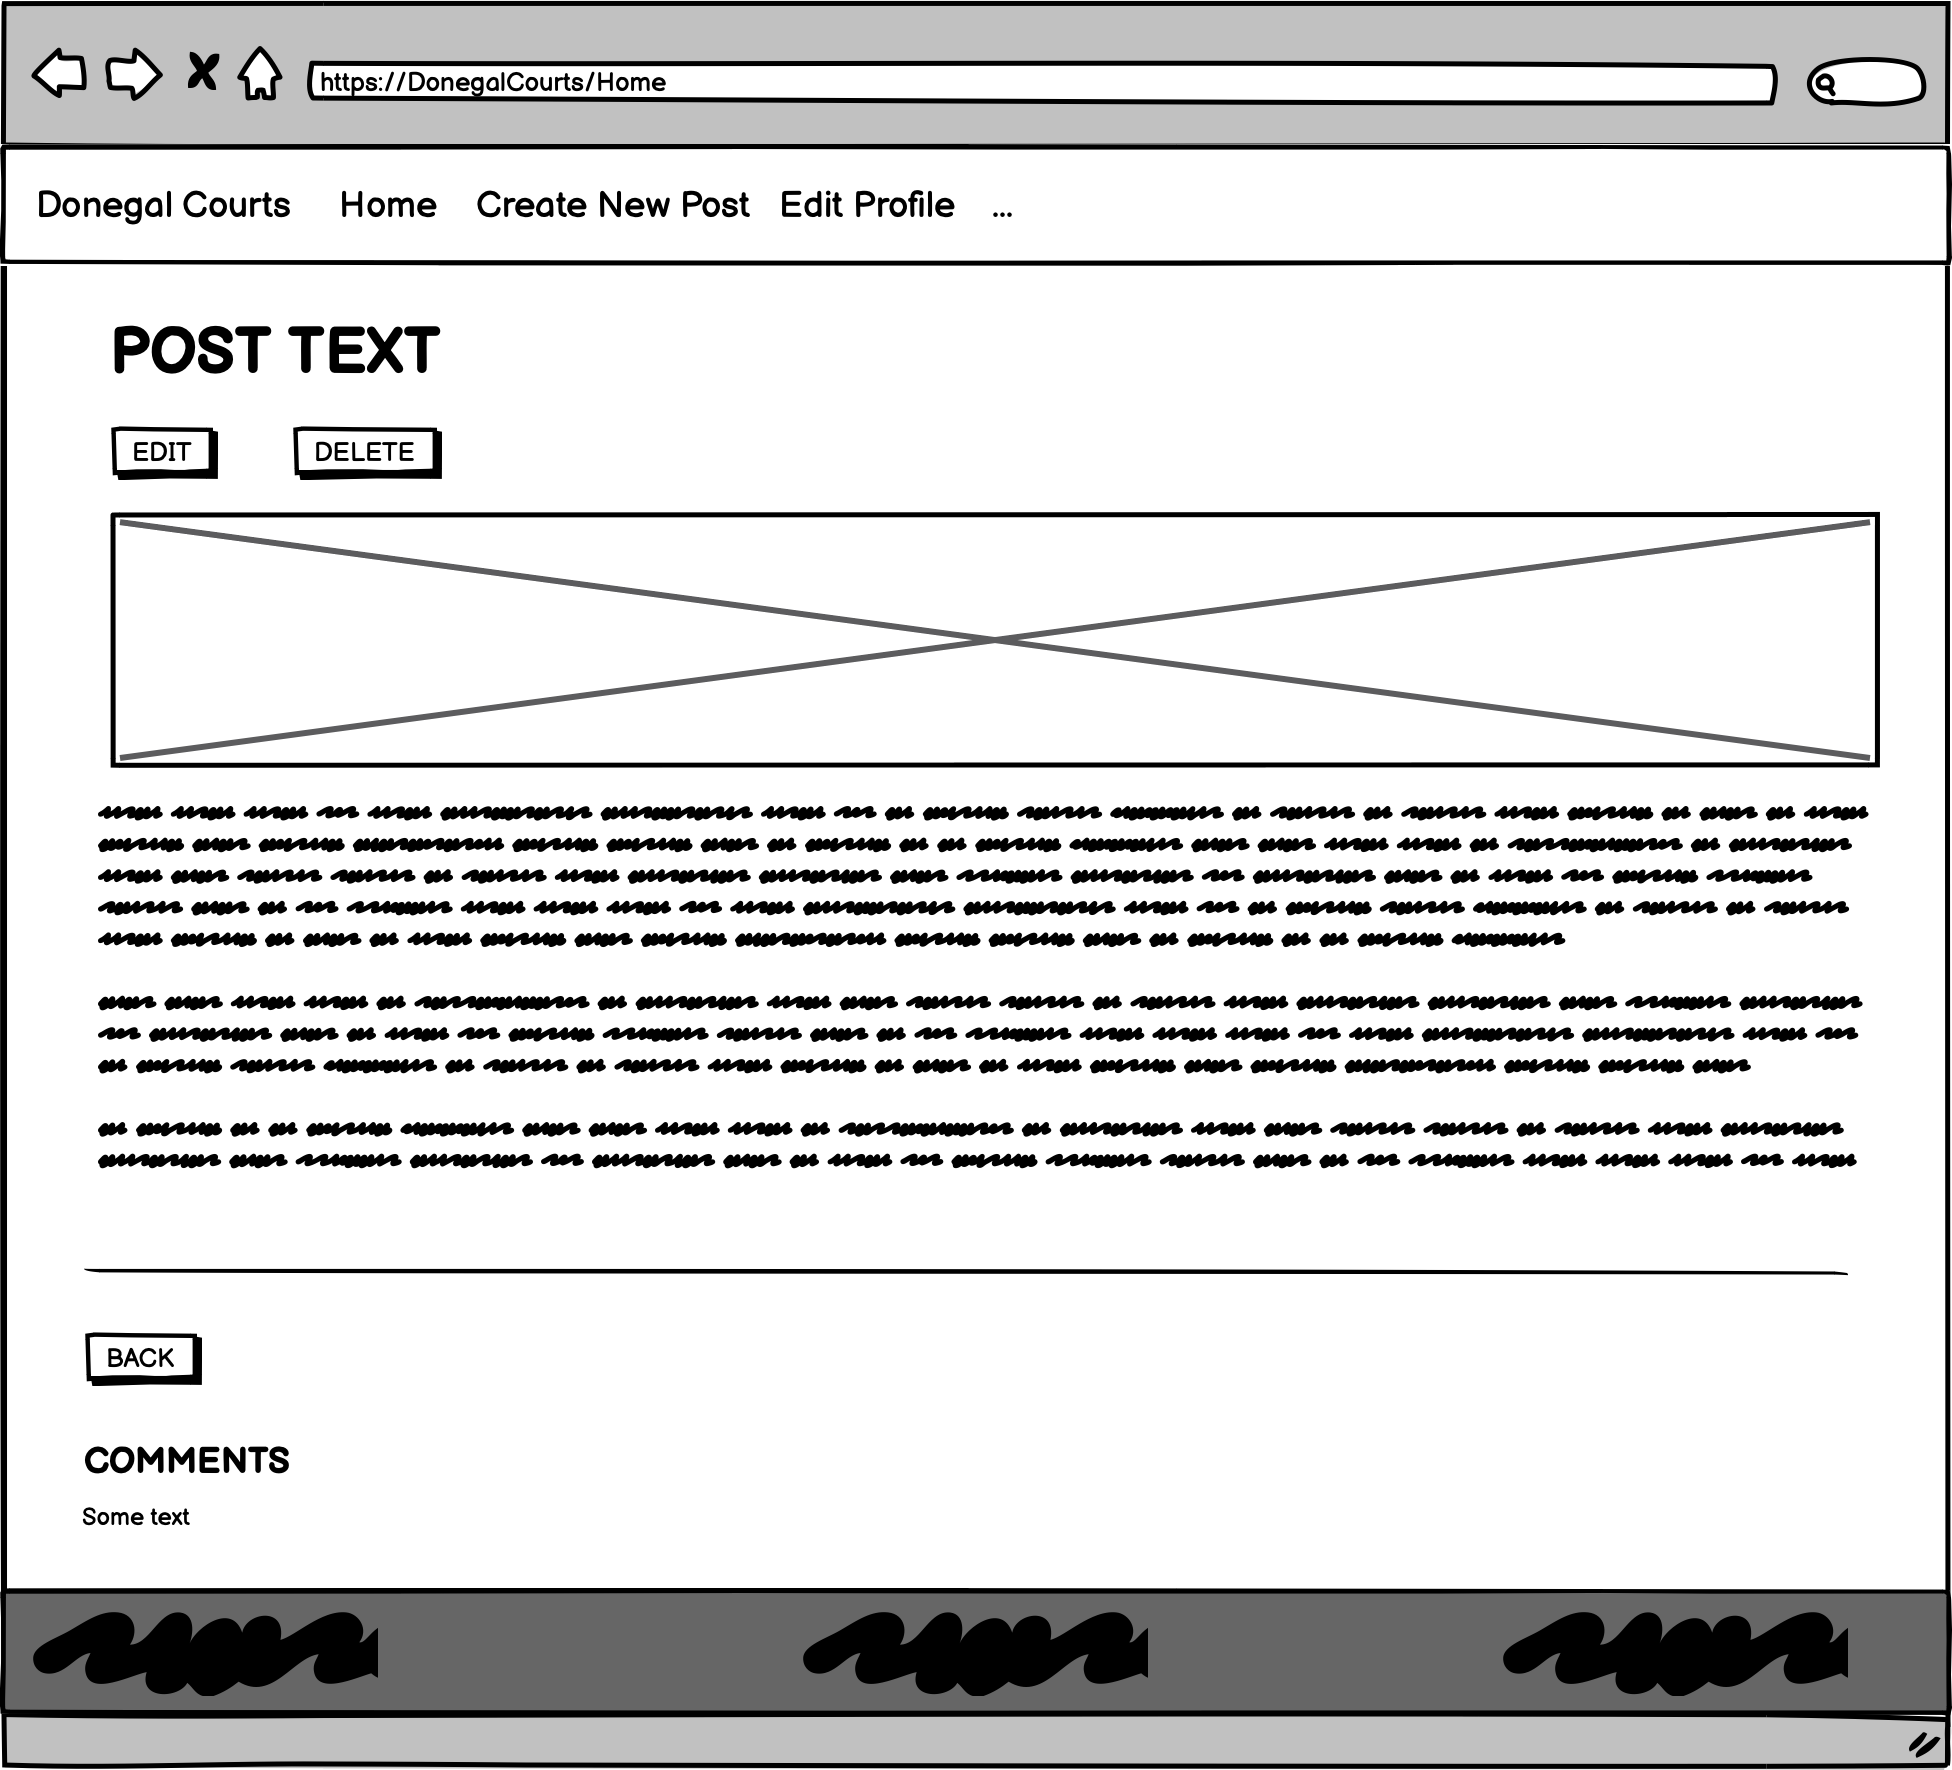 https://DonegalCourts/Home
Donegal Courts Home Create New Post Edit Profile ...
POST TEXT
EDIT DELETE
BACK
COMMENTS
Some text